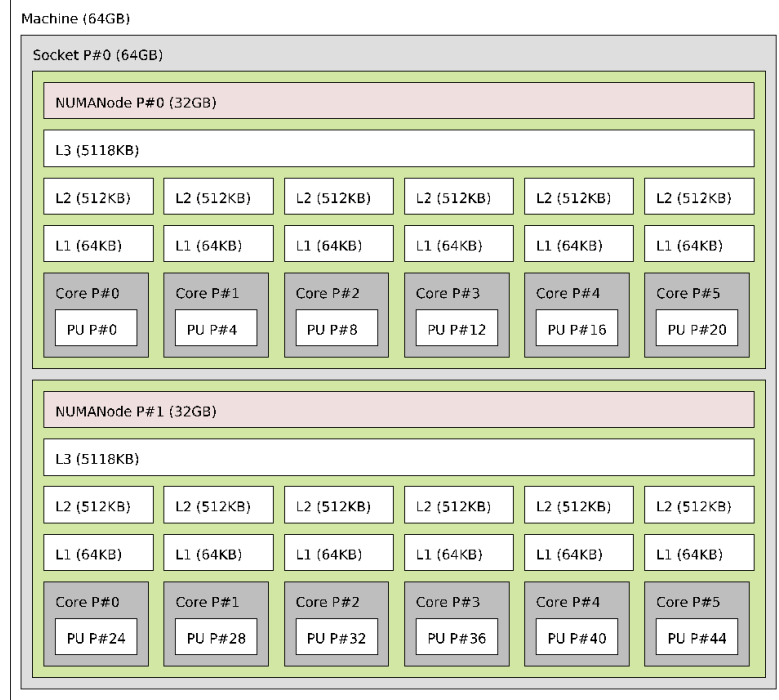 Machine (64GB)
Socket P#0 (64GB)
NUMANode P#0 (32GB)
L3 (5118KB)
L2 (512KB) L2 (512KB) L2 (512KB) L2 (512KB) L2 (512KB) L2 (512KB)
L1 (64KB) L1 (64KB) L1 (64KB) L1 (64KB) L1 (64KB) L1 (64KB)
Core P#0 Core P#1 Core P#2 Core P#3 Core P#4 Core P#5
PU P#0 PU P#4 PU P#8 PU P#12 PU P#16 PU P#20
NUMANode P#1 (32GB)
L3 (5118KB)
L2 (512KB) L2 (512KB) L2 (512KB) L2 (512KB) L2 (512KB) L2 (512KB)
L1 (64KB) L1 (64KB) L1 (64KB) L1 (64KB) L1 (64KB) L1 (64KB)
Core P#0 Core P#1 Core P#2 Core P#3 Core P#4 Core P#5
PU P#24 PU P#28 PU P#32 PU P#36 PU P#40 PU P#44